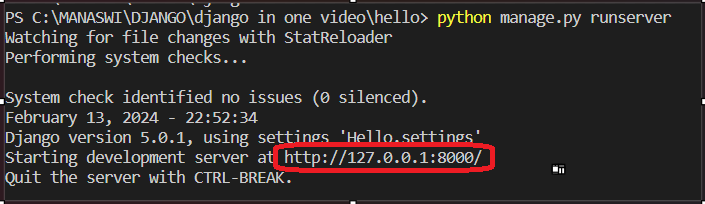 PS C:\MANASWI\DJANGO\django in one video\hello> python manage.py runserver
Watching for file changes with StatReloader
Performing system checks...
System check identified no issues (0 silenced).
February 13, 2024 - 22:52:34
Django version 5.0.1, using settings 'Hello.settings'
Starting development server at http://127.0.0.1:8000/
Quit the server with CTRL-BREAK.